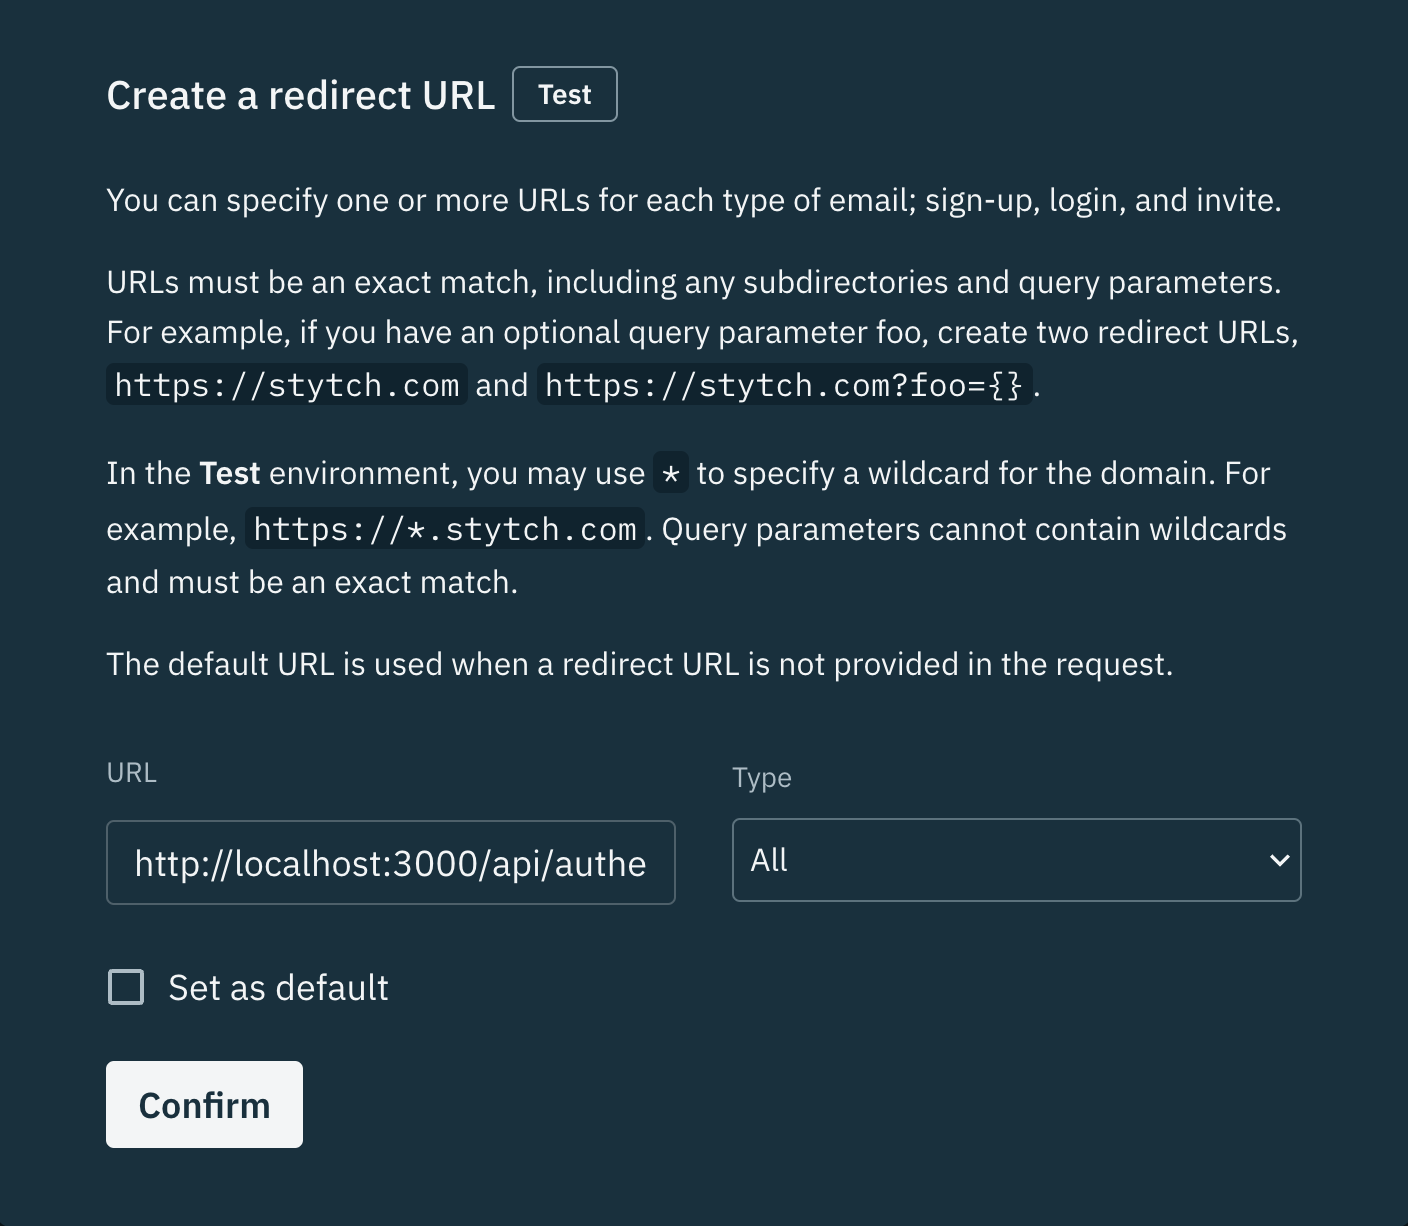 Create a redirect URL Test
You can specify one or more URLs for each type of email; sign-up, login, and invite.
URLs must be an exact match, including any subdirectories and query parameters.
For example, if you have an optional query parameter foo, create two redirect URLs,
https://stytch.com and https://stytch.com?foo={}.
In the Test environment, you may use * to specify a wildcard for the domain. For
example, https://*.stytch.com. Query parameters cannot contain wildcards
and must be an exact match.
The default URL is used when a redirect URL is not provided in the request.
URL
http://localhost:3000/api/authe
Type
All
Set as default
Confirm